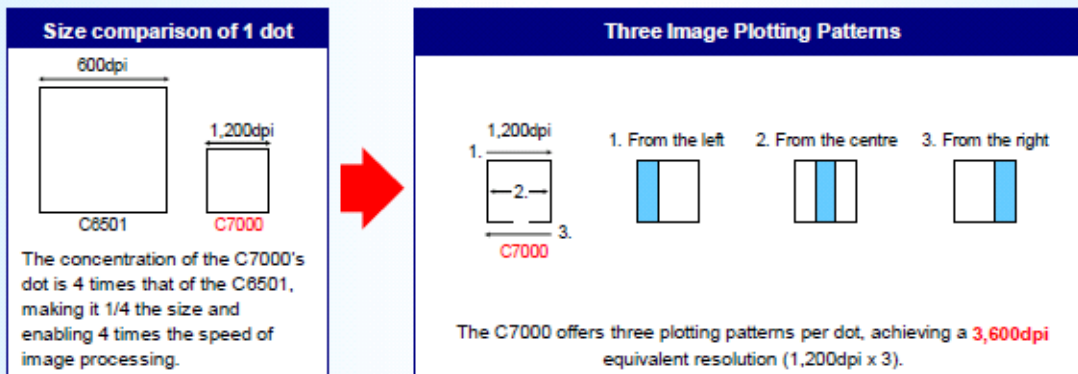 Size comparison of 1 dot
600dpi
1,200dpi
C6501
C7000
The concentration of the C7000's
dot is 4 times that of the C6501,
making it 1/4 the size and
enabling 4 times the speed of
image processing.
Three Image Plotting Patterns
1,200dpi
1.
2.
3.
C7000
1. From the left
2. From the centre
3. From the right
The C7000 offers three plotting patterns per dot, achieving a 3,600dpi
equivalent resolution (1,200dpi x 3).